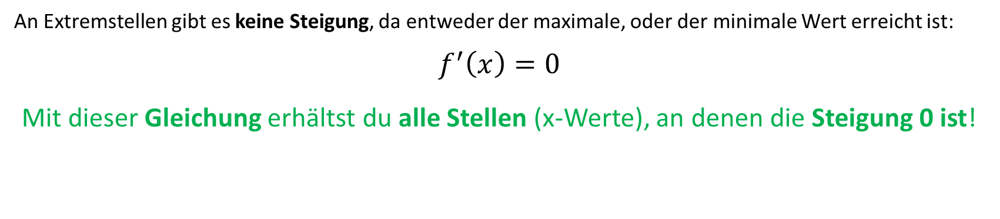 An Extremstellen gibt es keine Steigung, da entweder der maximale, oder der minimale Wert erreicht ist:
f′(x) = 0
Mit dieser Gleichung erhältst du alle Stellen (x-Werte), an denen die Steigung 0 ist!